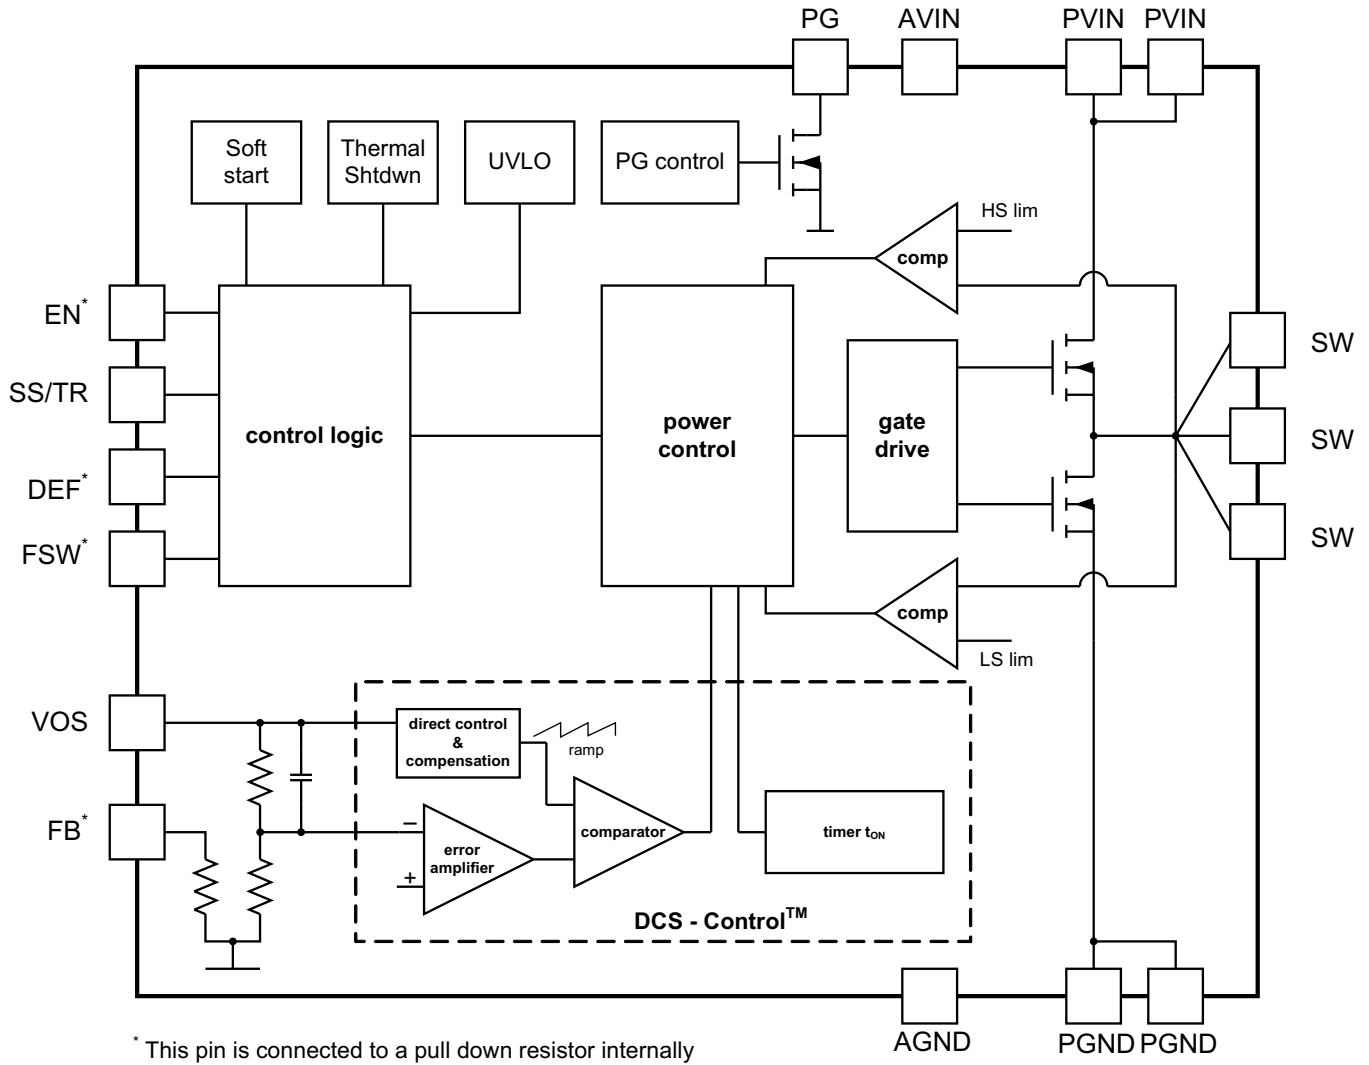 PG
AVIN
PVIN
PVIN
Soft
start
Thermal
Shtdwn
UVLO
PG control
HS lim
comp
EN*
SS/TR
DEF*
FSW*
control logic
power
control
gate
drive
SW
SW
SW
comp
LS lim
VOS
FB*
direct control
&
compensation
ramp
−
+
error
amplifier
comparator
timer tON
DCS - Control™
AGND
PGND
PGND
* This pin is connected to a pull down resistor internally